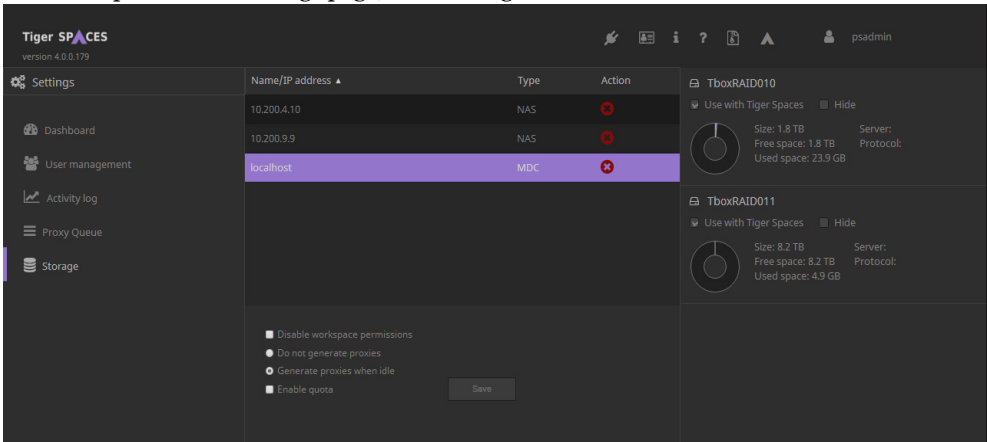 Tiger SPACES
version 4.0.0.179
i ? psadmin
Settings
Dashboard
User management
Activity log
Proxy Queue
Storage
Name/IP address ▲ Type Action
10.200.4.10 NAS
10.200.9.9 NAS
localhost MDC
Disable workspace permissions
Do not generate proxies
Generate proxies when idle
Enable quota
Save
TboxRAID010
Use with Tiger Spaces Hide
Size: 1.8 TB Server:
Free space: 1.8 TB Protocol:
Used space: 23.9 GB
TboxRAID011
Use with Tiger Spaces Hide
Size: 8.2 TB Server:
Free space: 8.2 TB Protocol:
Used space: 4.9 GB